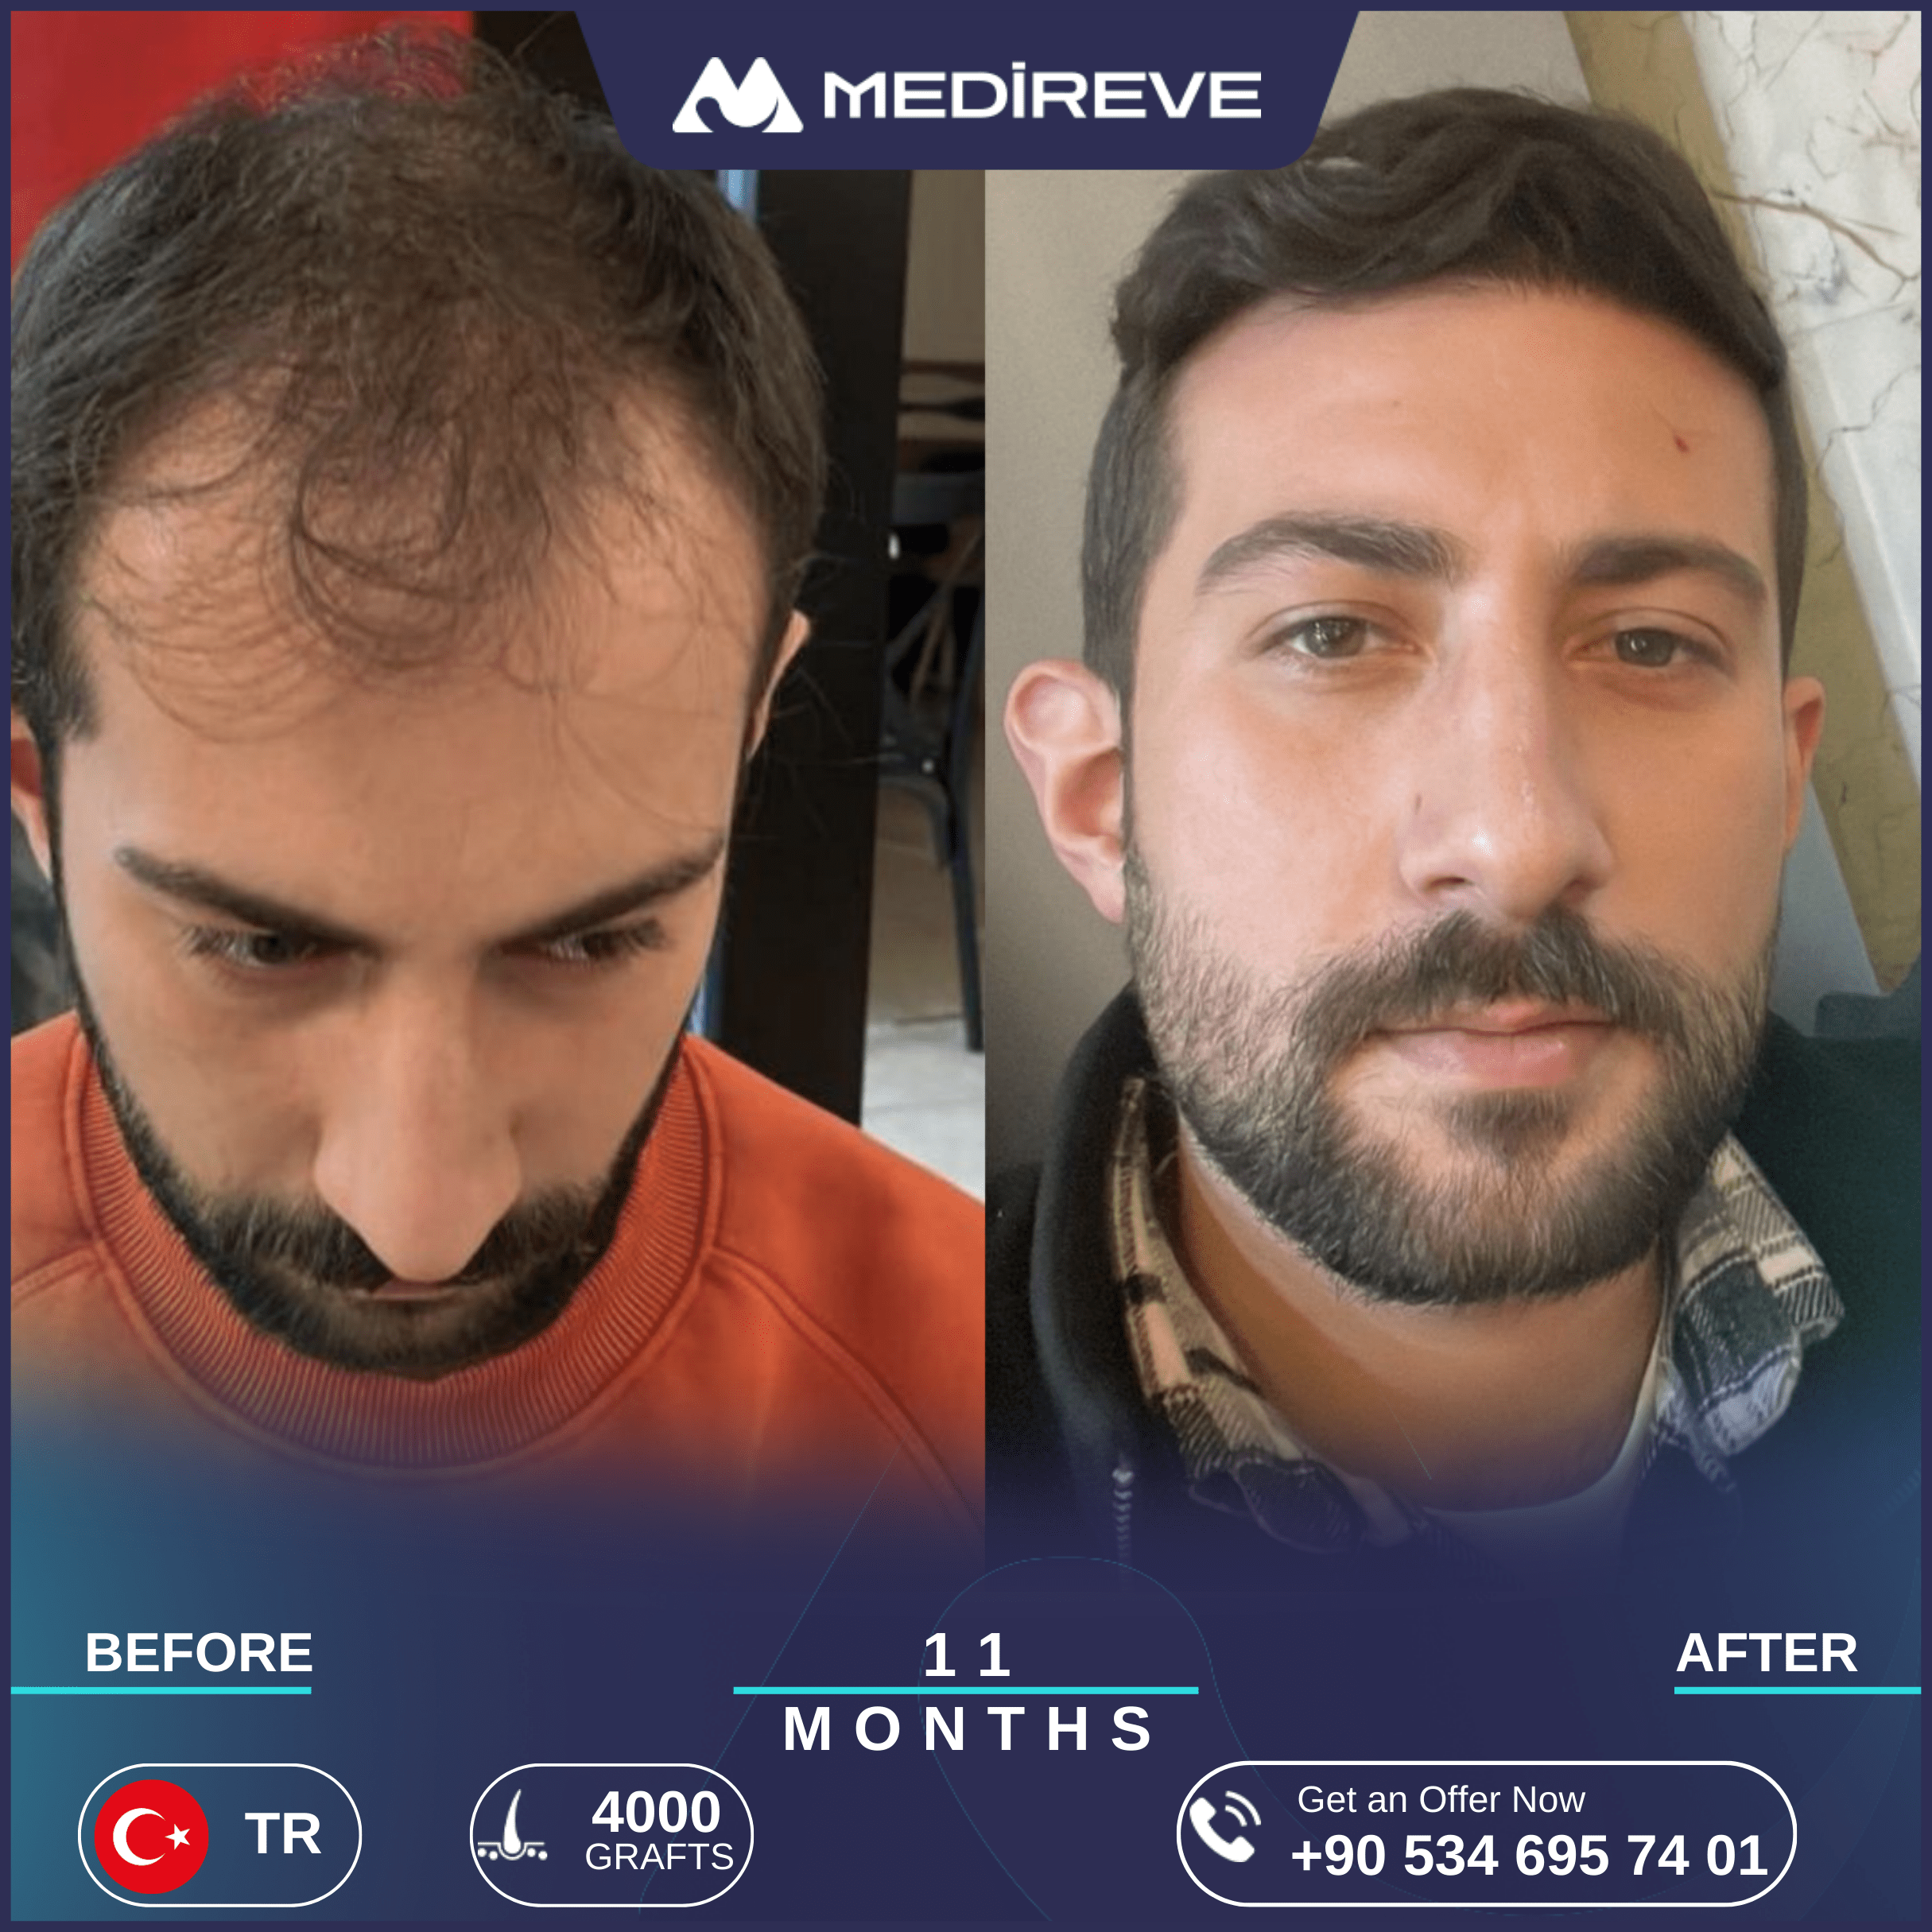 MEDİREVE
BEFORE
11
MONTHS
AFTER
TR
4000
GRAFTS
Get an Offer Now
+90 534 695 74 01